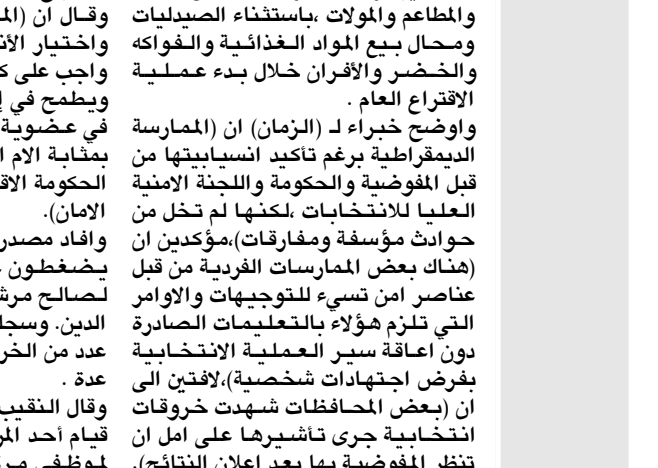 والمطاعم والمولات ،باستثناء الصيدليات
ومحال بيع المواد الغذائية والفواكه
والخضر والأفران خلال بدء عملية
الاقتراع العام .
واوضح خبراء لـ (الزمان) ان (الممارسة
الديمقراطية برغم تأكيد انسيابيتها من
قبل المفوضية والحكومة واللجنة الامنية
العليا للانتخابات ،لكنها لم تخل من
حوادث مؤسفة ومفارقات)،مؤكدين ان
(هناك بعض الممارسات الفردية من قبل
عناصر امن تسيء للتوجيهات والاوامر
التي تلزم هؤلاء بالتعليمات الصادرة
دون اعاقة سير العملية الانتخابية
بفرض اجتهادات شخصية)،لافتين الى
ان (بعض المحافظات شهدت خروقات
انتخابية جرى تأشيرها على امل ان
تنظر المفوضية بها بعد اعلان النتائج).
وقال ان
واختيار
واجب على
ويطمح في
في عضوية
بمثابة الام
الحكومة
الامان).
وافاد مصدر
يضغطون
لصالح
الدين.
عدد من
عدة .
وقال النقيب
قيام أحد
لموظفي